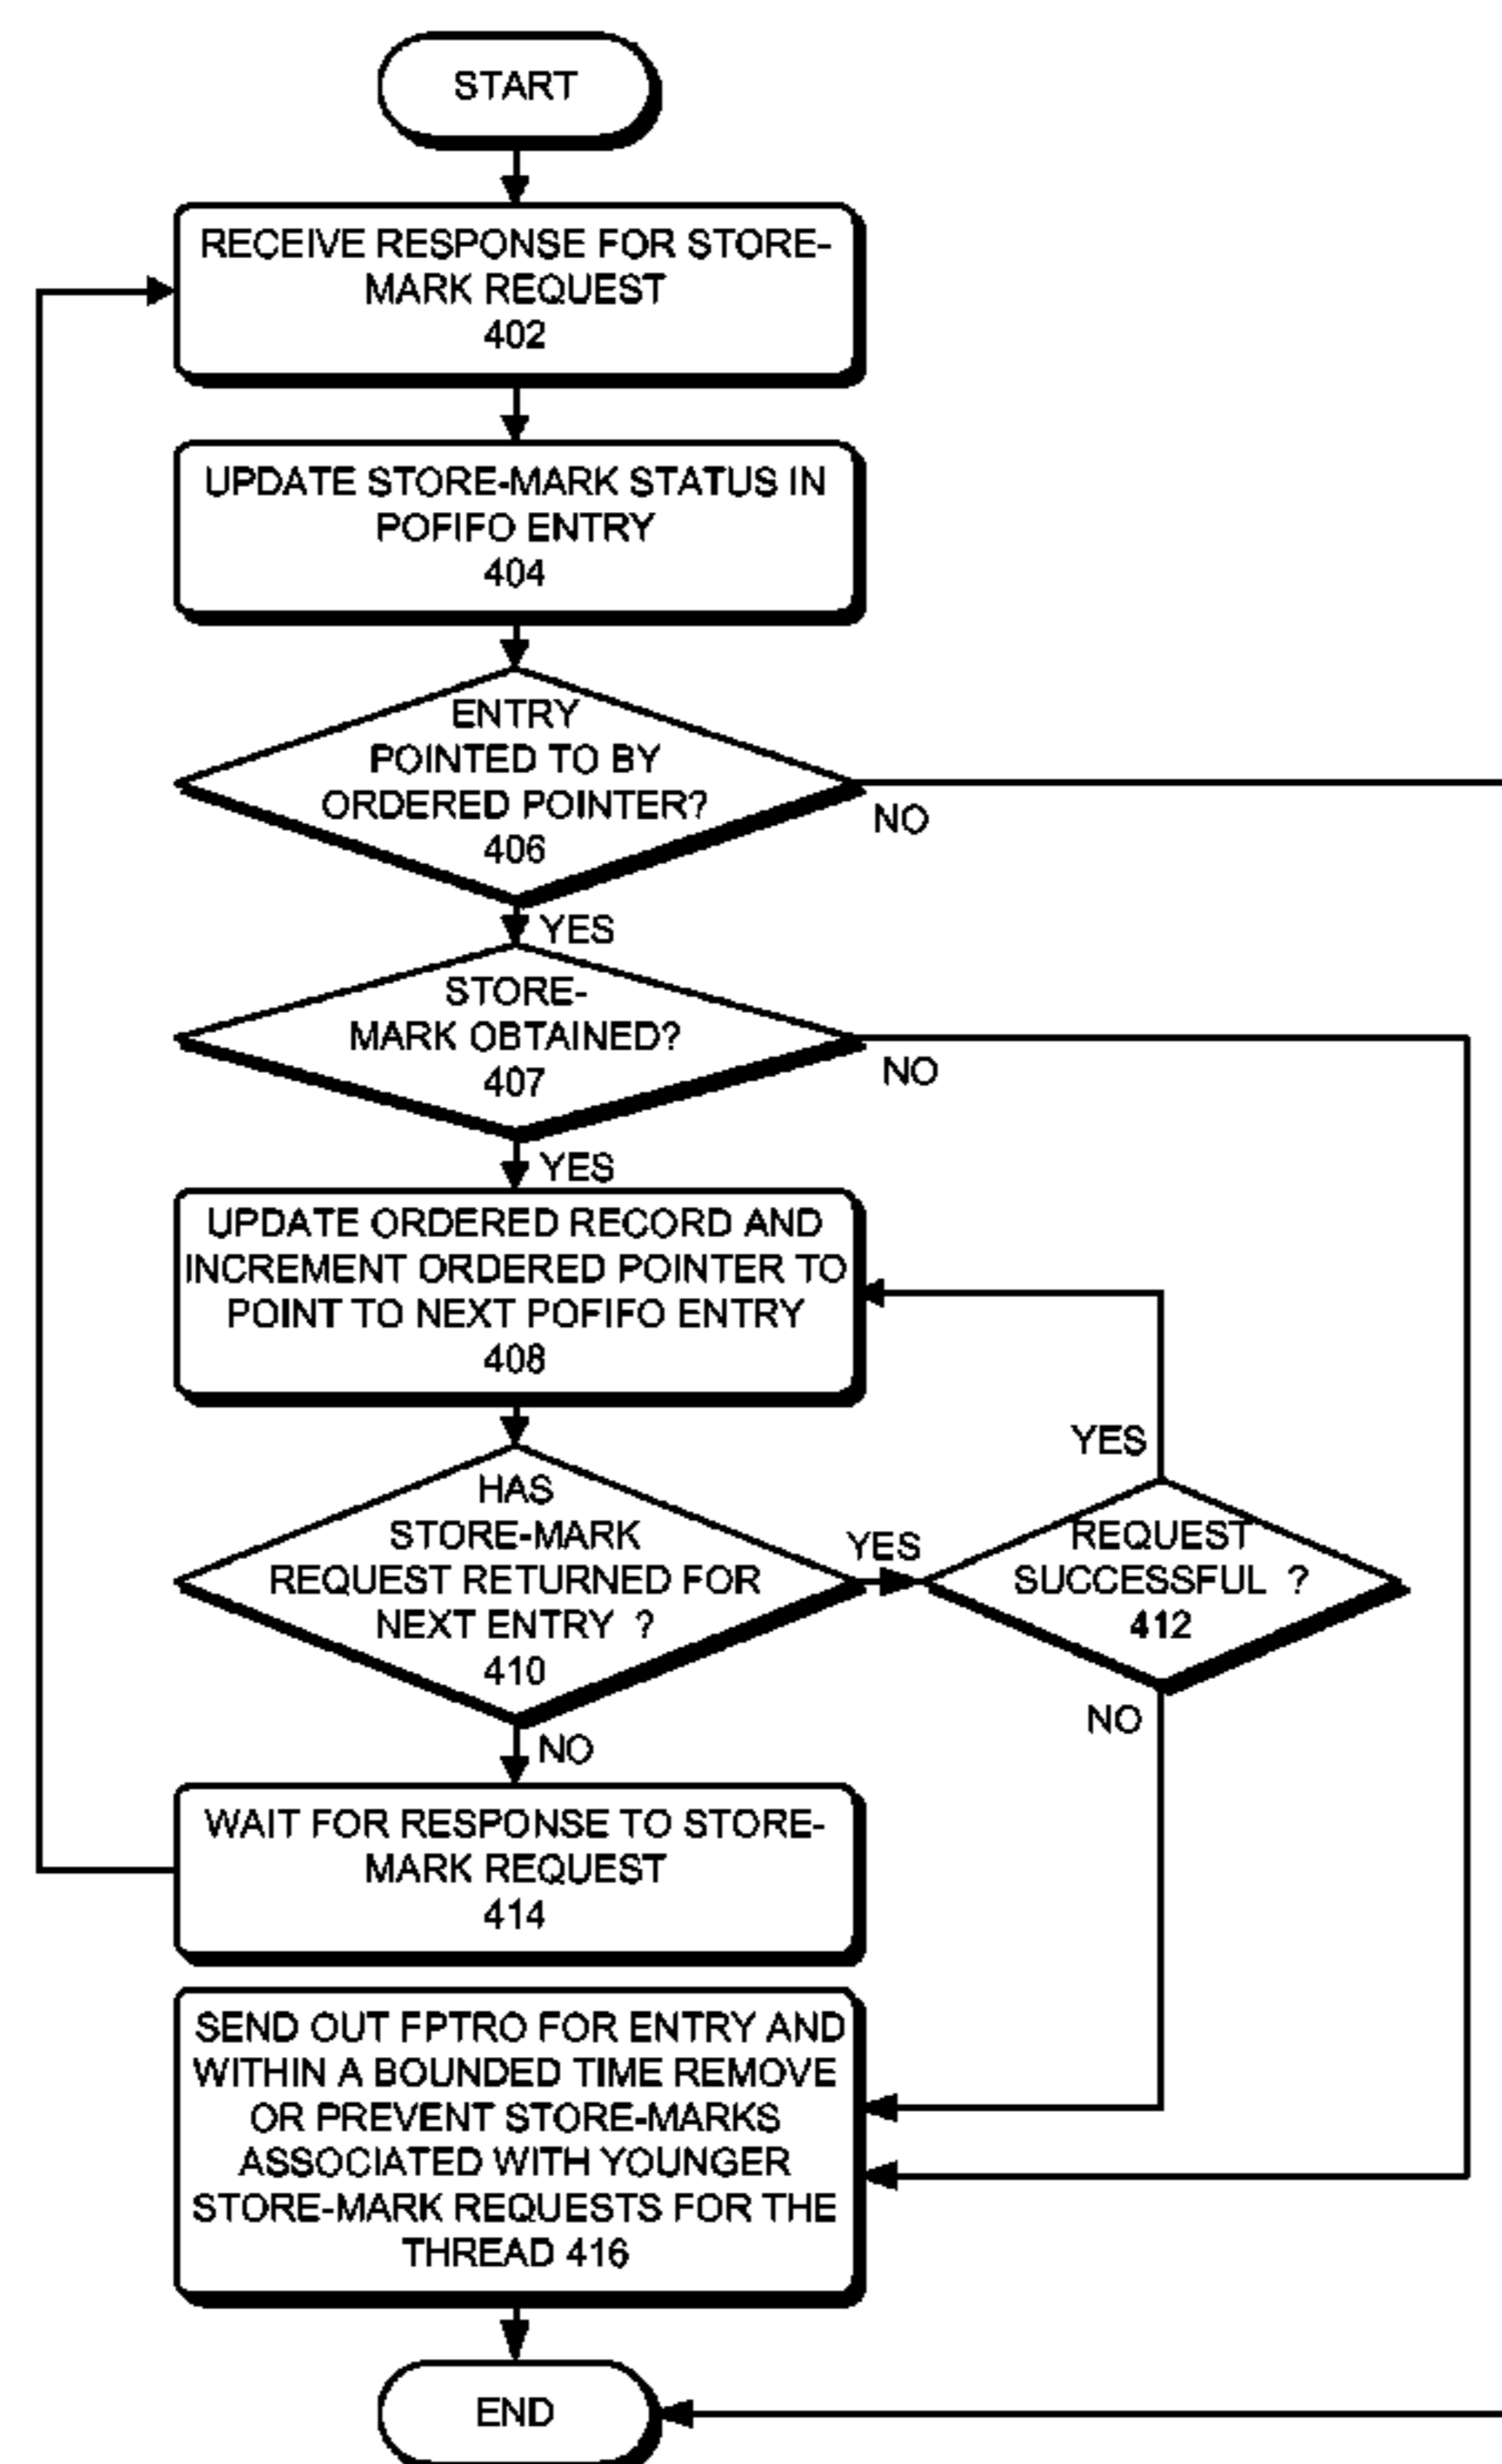 START
RECEIVE RESPONSE FOR STORE-
MARK REQUEST
402
UPDATE STORE-MARK STATUS IN
POFIFO ENTRY
404
ENTRY
POINTED TO BY
ORDERED POINTER?
406
NO
YES
STORE-
MARK OBTAINED?
407
NO
YES
UPDATE ORDERED RECORD AND
INCREMENT ORDERED POINTER TO
POINT TO NEXT POFIFO ENTRY
408
HAS
STORE-MARK
REQUEST RETURNED FOR
NEXT ENTRY ?
410
YES
YES
REQUEST
SUCCESSFUL ?
412
NO
NO
WAIT FOR RESPONSE TO STORE-
MARK REQUEST
414
SEND OUT FPTRO FOR ENTRY AND
WITHIN A BOUNDED TIME REMOVE
OR PREVENT STORE-MARKS
ASSOCIATED WITH YOUNGER
STORE-MARK REQUESTS FOR THE
THREAD 416
END